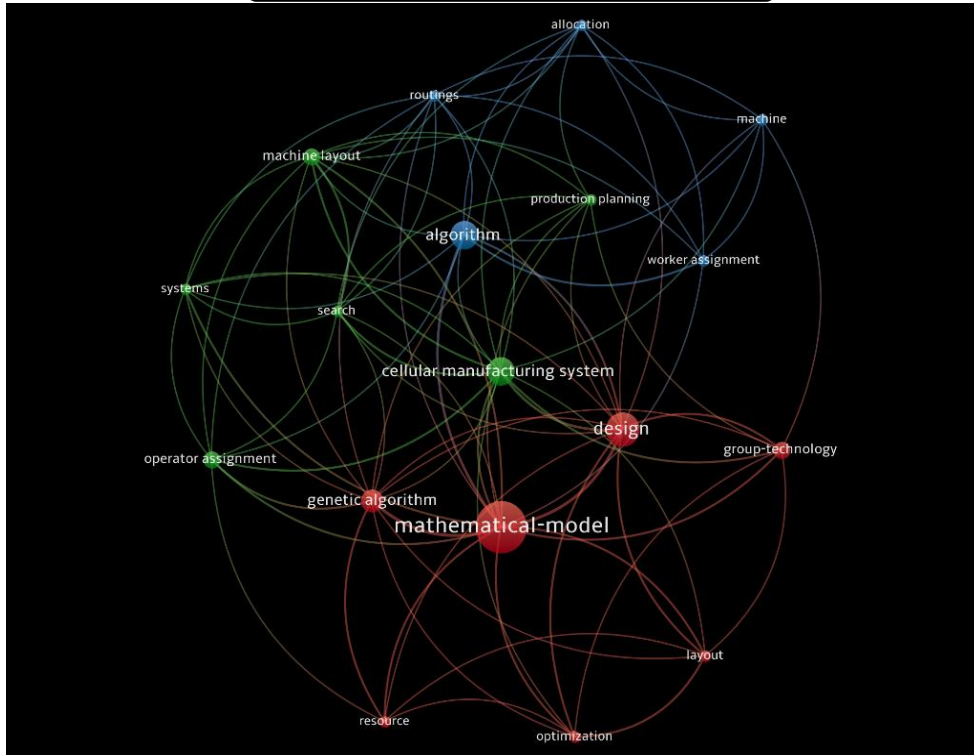 allocation
routings
machine
machine layout
production planning
algorithm
worker assignment
systems
search
cellular manufacturing system
design
group-technology
operator assignment
genetic algorithm
mathematical-model
layout
resource
optimization